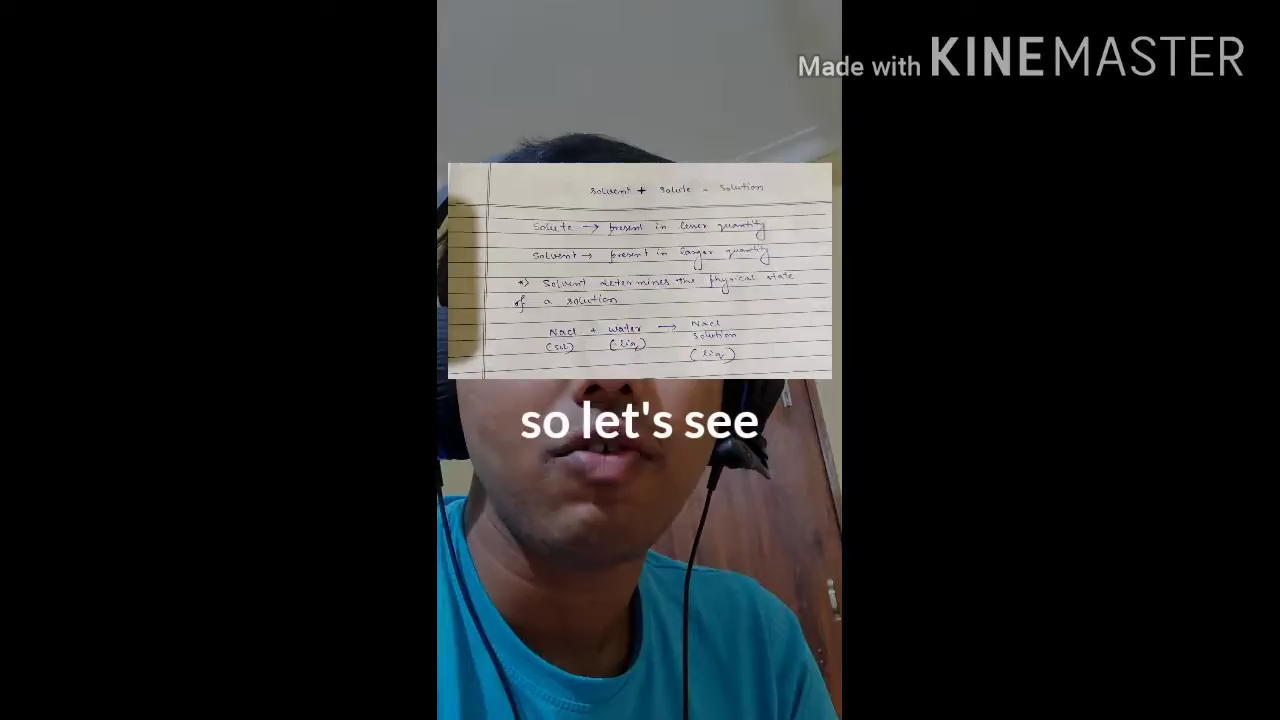 Made with KINEMASTER
solvent + solute - solution
Solute → present in lesser quantity
Solvent → present in larger quantity
*) Solvent determines the physical state
of a solution
NaCl + water → NaCl
solution
(sol) (liq)
(liq)
so let's see